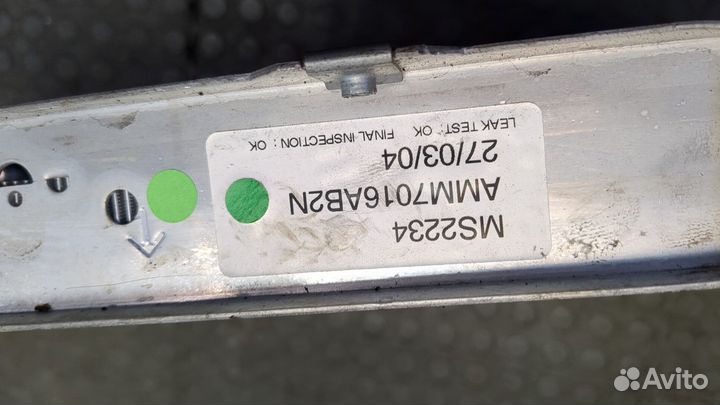 MS2234
AMM7016AB2N
27/03/04
LEAK TEST : OK FINAL INSPECTION : OK
Avito